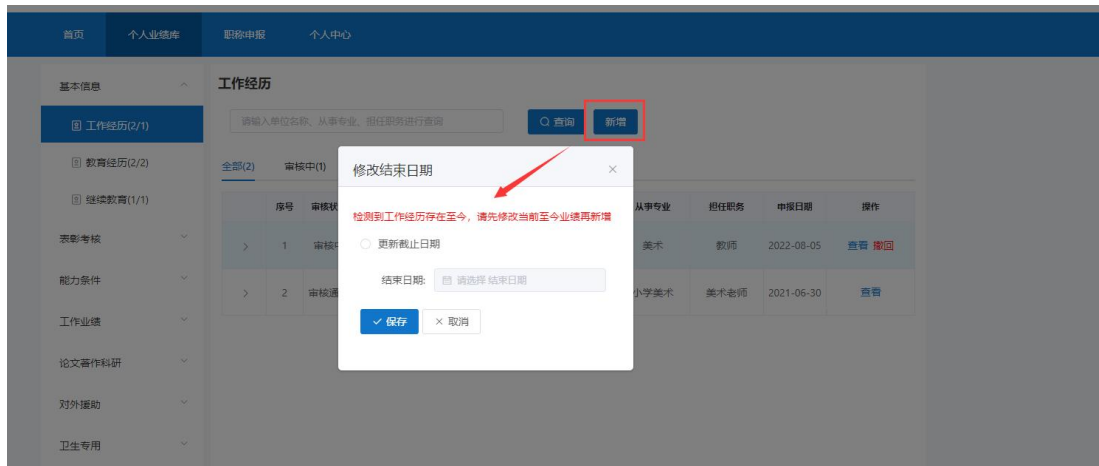 首页 个人业绩库 职称申报 个人中心
基本信息
工作经历(2/1)
教育经历(2/2)
继续教育(1/1)
表彰考核
能力条件
工作业绩
论文著作科研
对外援助
卫生专用
工作经历
请输入单位名称、从事专业、担任职务进行查询 查询 新增
全部(2) 审核中(1)
序号 审核状 从事专业 担任职务 申报日期 操作
1 审核中 美术 教师 2022-08-05 查看 撤回
2 审核通 小学美术 美术老师 2021-06-30 查看
修改结束日期
检测到工作经历存在至今，请先修改当前至今业绩再新增
更新截止日期
结束日期: 请选择 结束日期
保存 取消